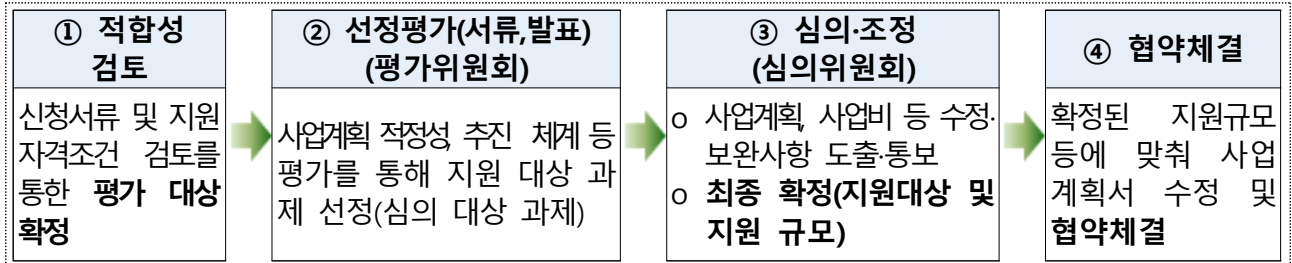 ① 적합성
검토
신청서류 및 지원
자격조건 검토를
통한 평가 대상
확정
② 선정평가(서류,발표)
(평가위원회)
사업계획 적정성, 추진 체계 등
평가를 통해 지원 대상 과
제 선정(심의 대상 과제)
③ 심의·조정
(심의위원회)
o 사업계획, 사업비 등 수정·
보완사항 도출·통보
o 최종 확정(지원대상 및
지원 규모)
④ 협약체결
확정된 지원규모
등에 맞춰 사업
계획서 수정 및
협약체결